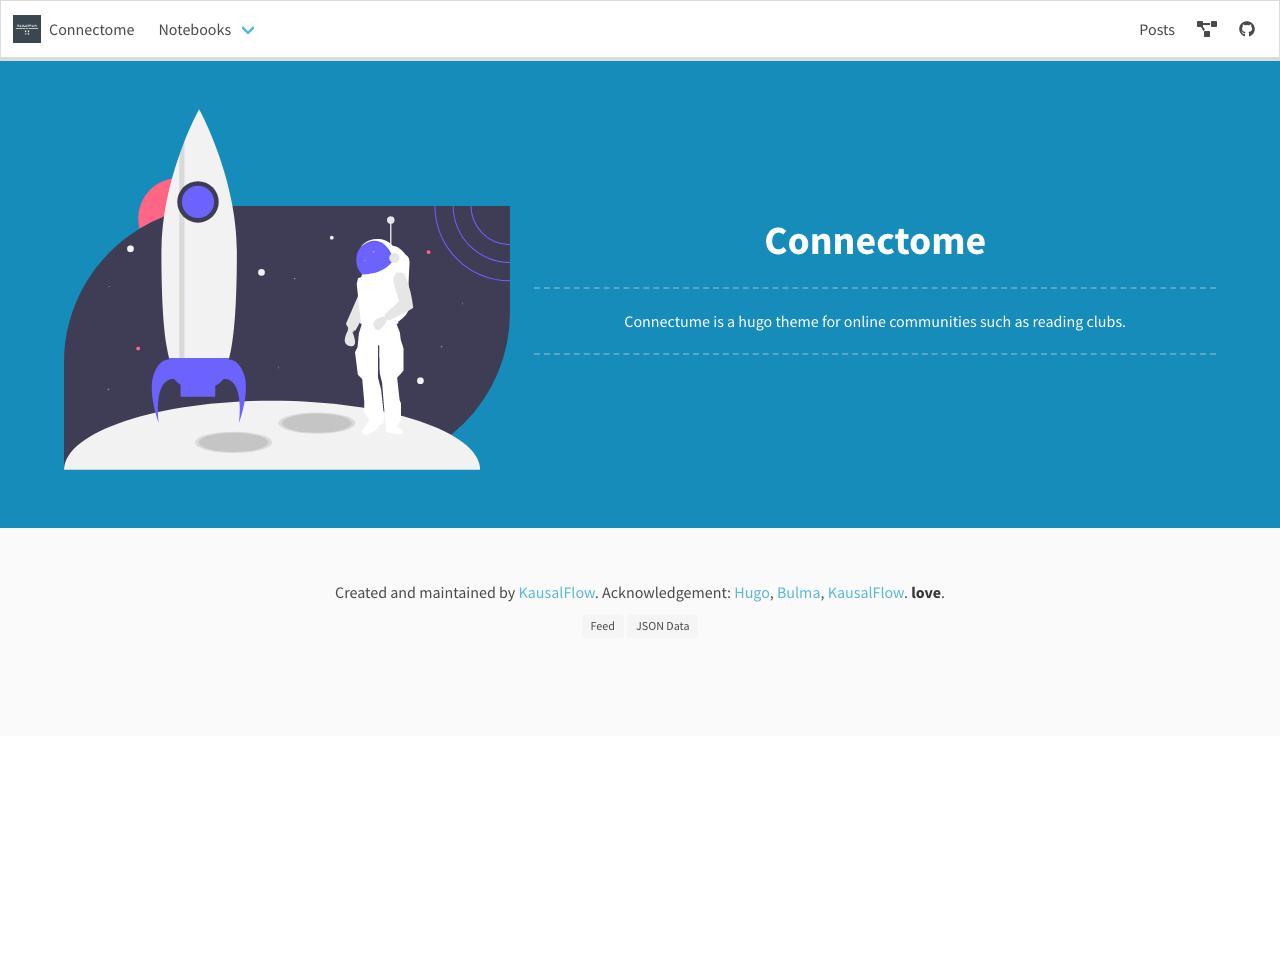 Connectome Notebooks Posts
Connectome
Connectume is a hugo theme for online communities such as reading clubs.
Created and maintained by KausalFlow. Acknowledgement: Hugo, Bulma, KausalFlow. love.
Feed JSON Data